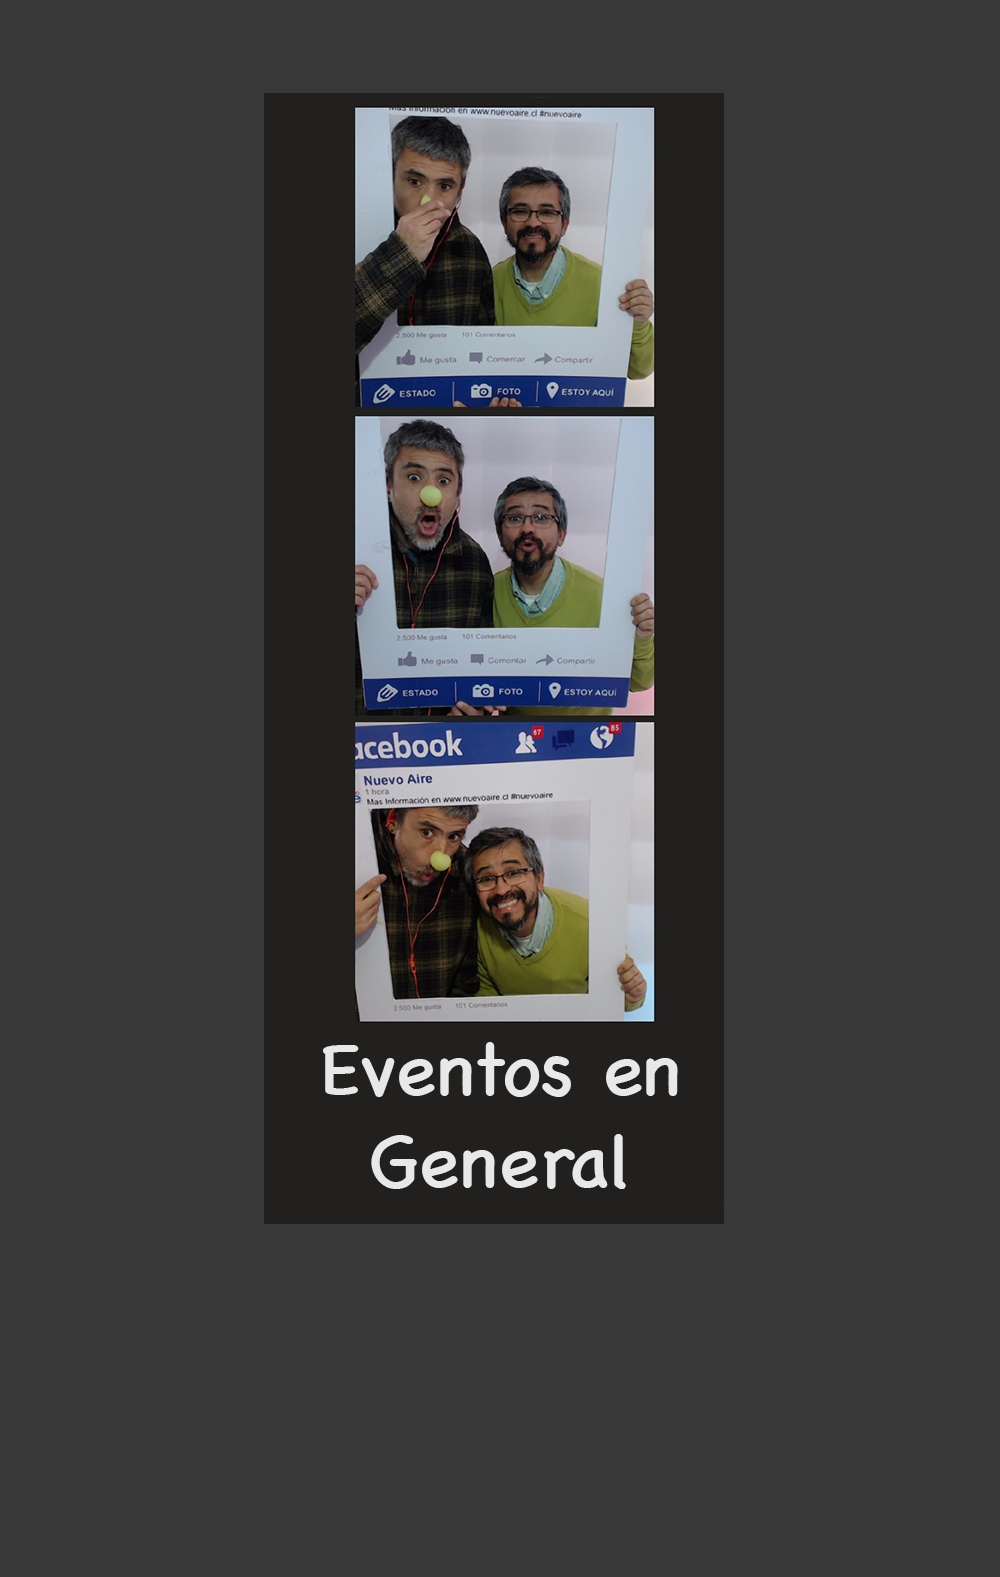 Mas Información en www.nuevoaire.cl #nuevoaire
2.500 Me gusta 101 Comentarios
Me gusta Comentar Compartir
ESTADO FOTO ESTOY AQUÍ
2.500 Me gusta 101 Comentarios
Me gusta Comentar Compartir
ESTADO FOTO ESTOY AQUÍ
acebook 67 85
Nuevo Aire
1 hora
Mas Información en www.nuevoaire.cl #nuevoaire
2.500 Me gusta 101 Comentarios
Eventos en
General